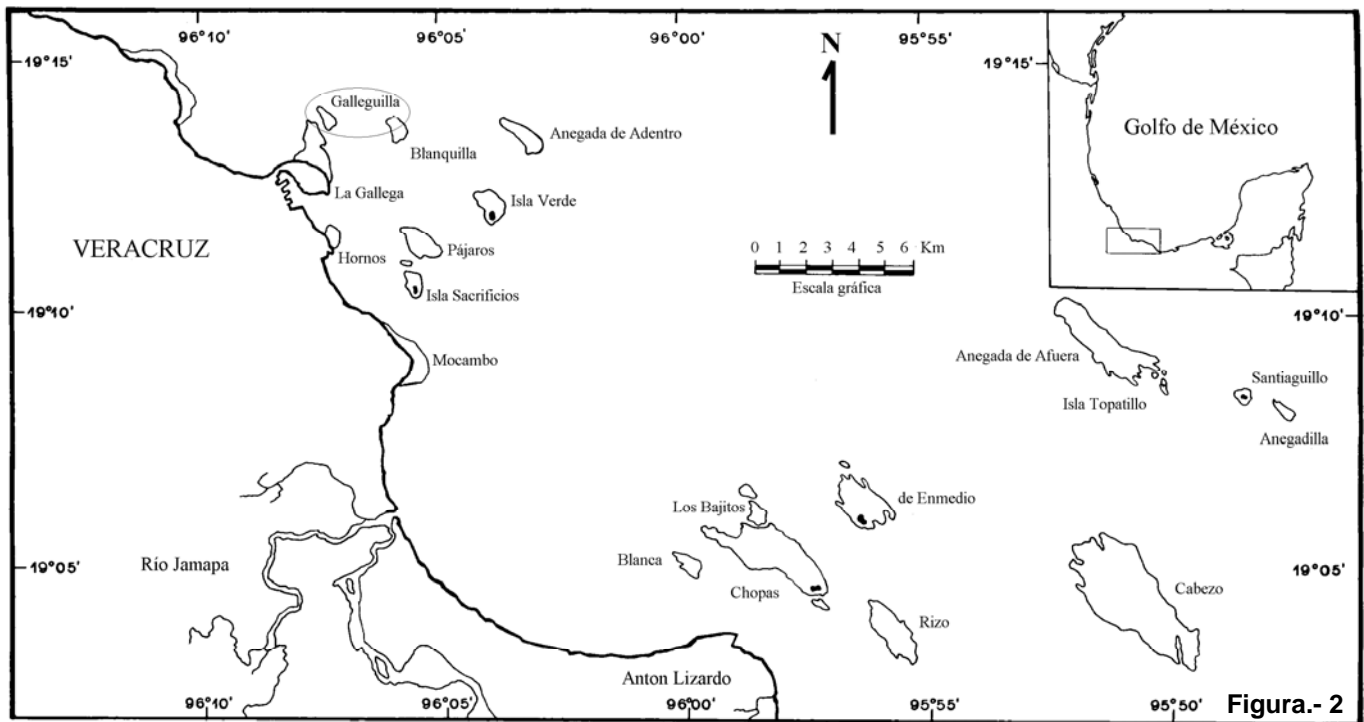 96°10'
96°05'
96°00'
95°55'
19°15'
N
19°15'
Galleguilla
Anegada de Adentro
Golfo de México
Blanquilla
La Gallega
Isla Verde
VERACRUZ
Hornos
Pájaros
0 1 2 3 4 5 6 Km
Escala gráfica
Isla Sacrificios
19°10'
19°10'
Mocambo
Anegada de Afuera
Santiaguillo
Isla Topatillo
Anegadilla
de Enmedio
Los Bajitos
Río Jamapa
Blanca
19°05'
19°05'
Chopas
Cabezo
Rizo
Anton Lizardo
96°10'
96°05'
96°00'
95°55'
95°50'
Figura.- 2